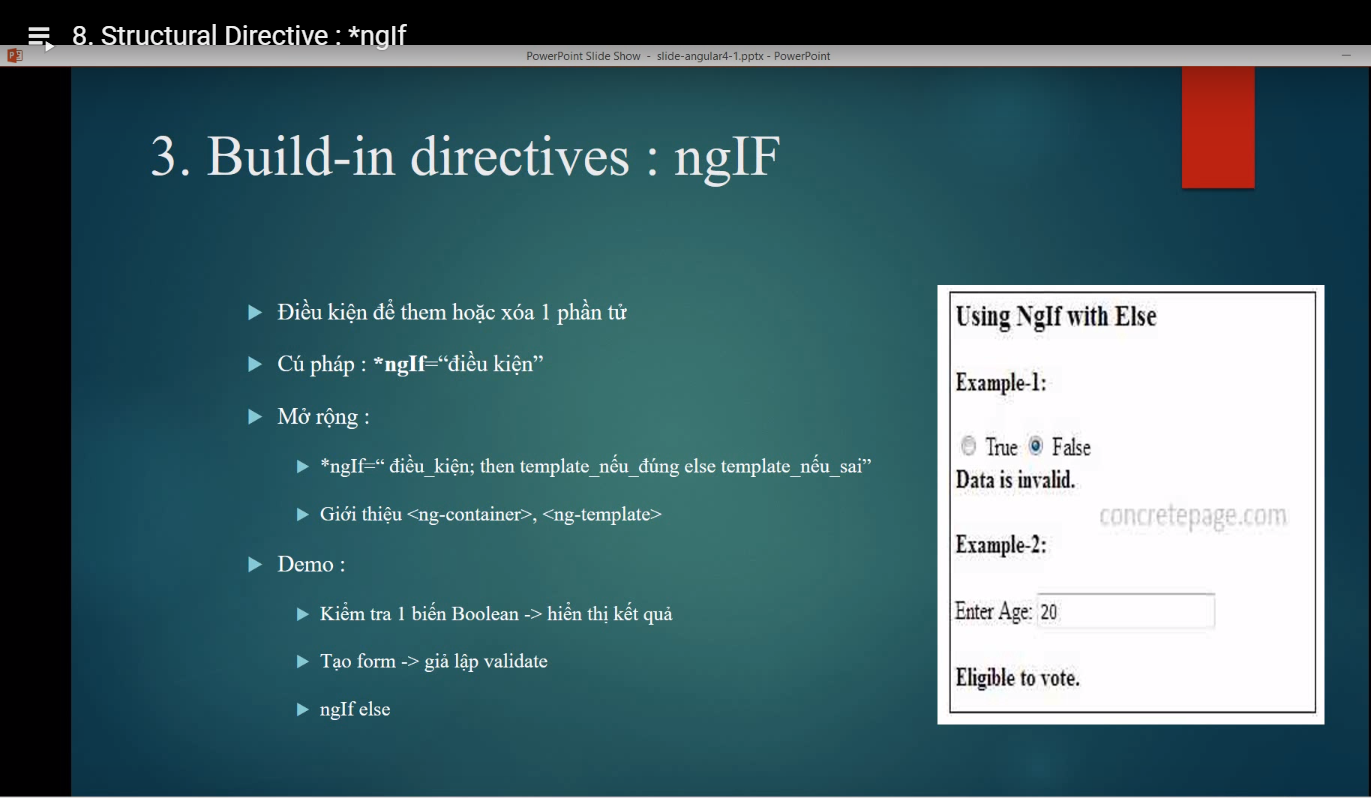 8. Structural Directive : *ngIf
PowerPoint Slide Show - slide-angular4-1.pptx - PowerPoint
3. Build-in directives : ngIF
Điều kiện để them hoặc xóa 1 phần tử
Cú pháp : *ngIf=“điều kiện”
Mở rộng :
*ngIf=“ điều_kiện; then template_nếu_đúng else template_nếu_sai”
Giới thiệu <ng-container>, <ng-template>
Demo :
Kiểm tra 1 biến Boolean -> hiển thị kết quả
Tạo form -> giả lập validate
ngIf else
Using NgIf with Else
Example-1:
True False
Data is invalid.
concretepage.com
Example-2:
Enter Age: 20
Eligible to vote.